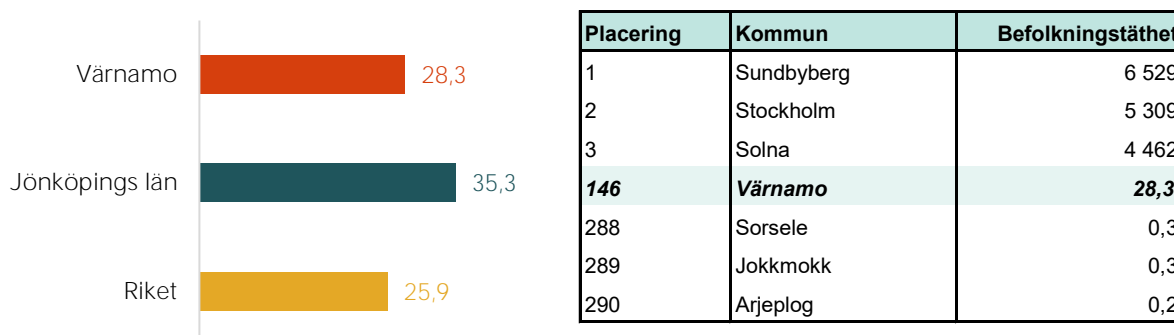 Värnamo 28,3
Jönköpings län 35,3
Riket 25,9
Placering Kommun Befolkningstäthet
1 Sundbyberg 6 529
2 Stockholm 5 309
3 Solna 4 462
146 Värnamo 28,3
288 Sorsele 0,3
289 Jokkmokk 0,3
290 Arjeplog 0,2